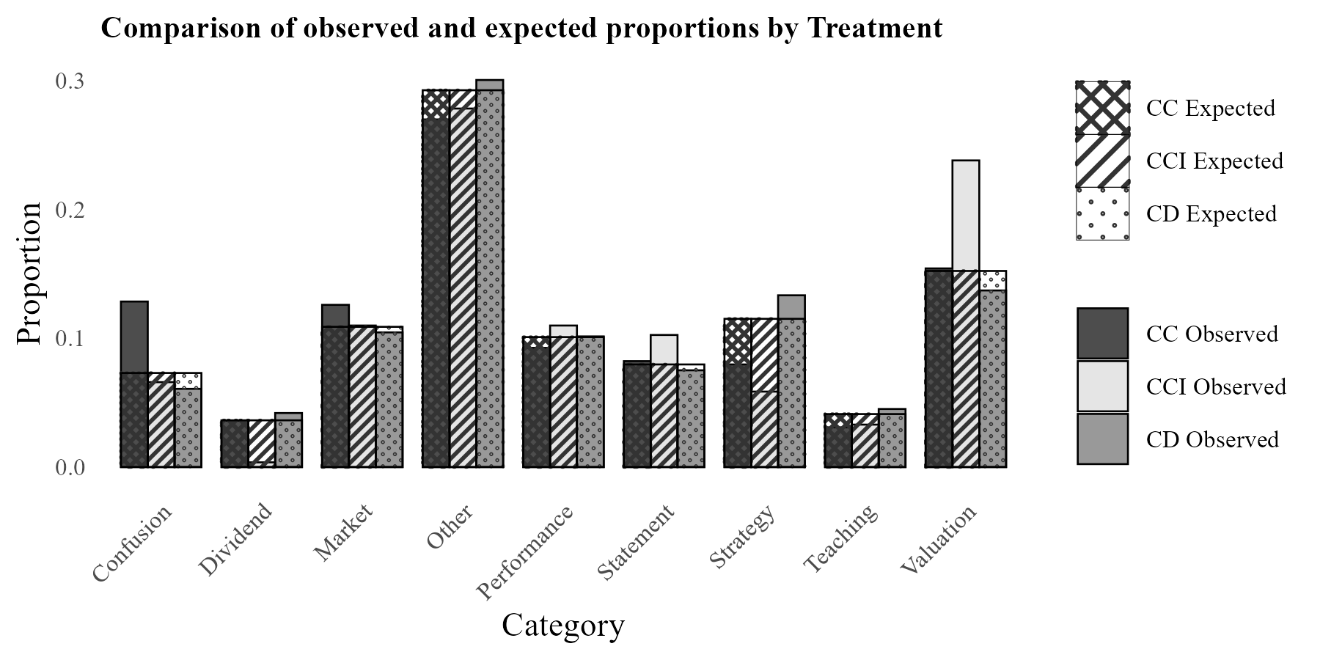 Comparison of observed and expected proportions by Treatment
0.3
0.2
0.1
0.0
Proportion
Confusion
Dividend
Market
Other
Performance
Statement
Strategy
Teaching
Valuation
Category
CC Expected
CCI Expected
CD Expected
CC Observed
CCI Observed
CD Observed